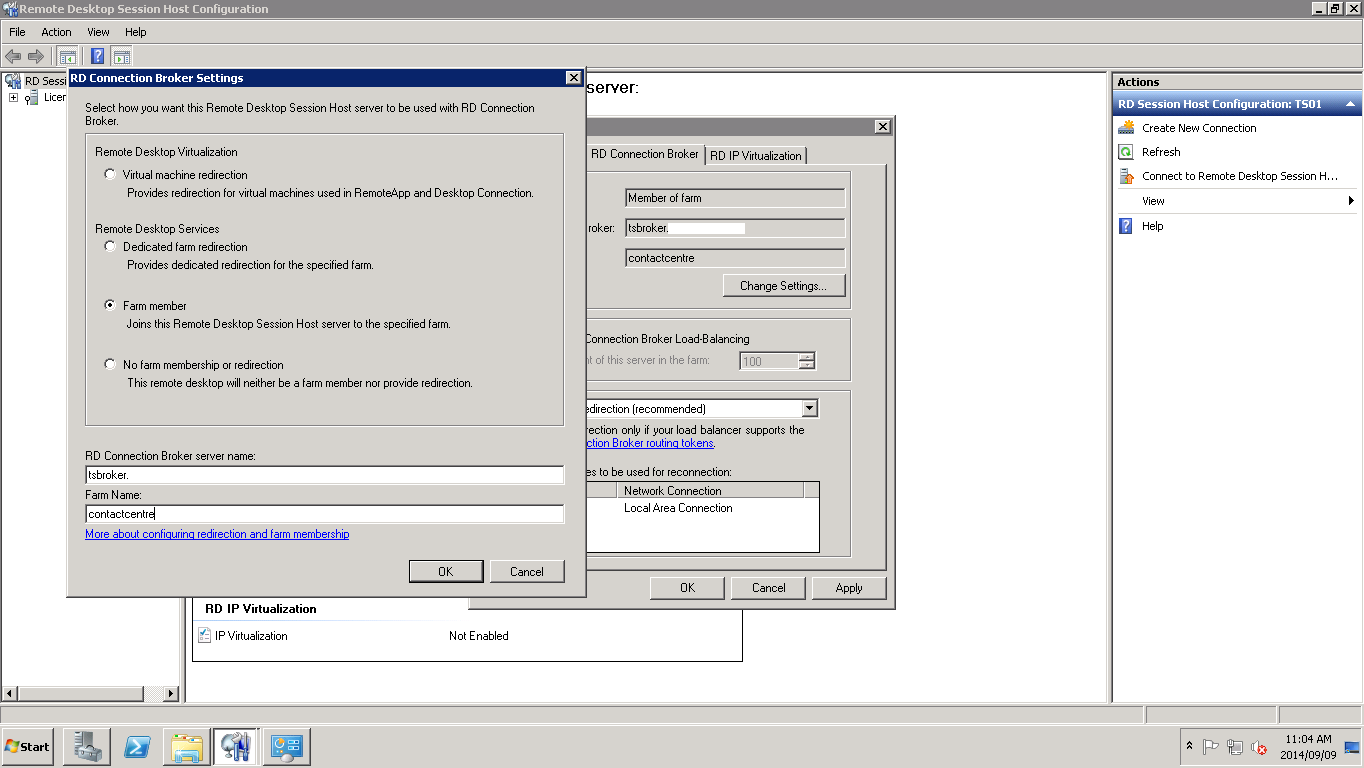 Remote Desktop Session Host Configuration
File Action View Help
RD Sessi
Licer
RD Connection Broker Settings
Select how you want this Remote Desktop Session Host server to be used with RD Connection
Broker.
Remote Desktop Virtualization
Virtual machine redirection
Provides redirection for virtual machines used in RemoteApp and Desktop Connection.
Remote Desktop Services
Dedicated farm redirection
Provides dedicated redirection for the specified farm.
Farm member
Joins this Remote Desktop Session Host server to the specified farm.
No farm membership or redirection
This remote desktop will neither be a farm member nor provide redirection.
RD Connection Broker server name:
tsbroker.
Farm Name:
contactcentre
More about configuring redirection and farm membership
OK Cancel
server:
RD Connection Broker RD IP Virtualization
Member of farm
roker: tsbroker.
contactcentre
Change Settings...
Connection Broker Load-Balancing
nt of this server in the farm: 100
edirection (recommended)
rection only if your load balancer supports the
ction Broker routing tokens.
es to be used for reconnection:
Network Connection
Local Area Connection
OK Cancel Apply
RD IP Virtualization
IP Virtualization Not Enabled
Actions
RD Session Host Configuration: TS01
Create New Connection
Refresh
Connect to Remote Desktop Session H...
View
Help
Start
11:04 AM
2014/09/09